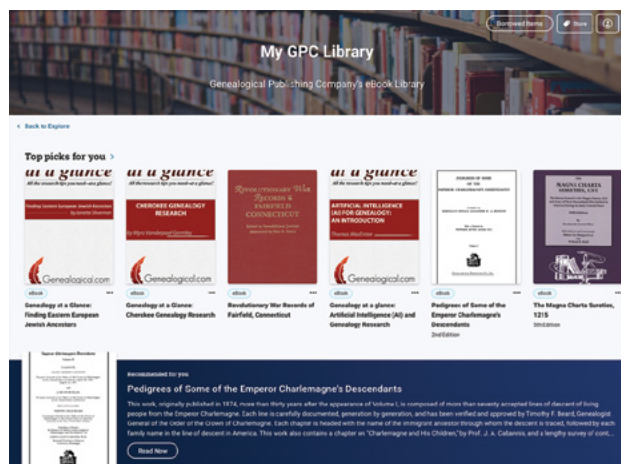 Borrowed Items
Store
My GPC Library
Genealogical Publishing Company's eBook Library
Back to Explore
Top picks for you >
at a glance
All the research tips you need—at a glance!
Finding Eastern European Jewish Ancestors
by Janette Silverman
Genealogical.com
at a glance
All the research tips you need—at a glance!
CHEROKEE GENEALOGY
RESEARCH
by Myra Vanderpool Gormley
Genealogical.com
REVOLUTIONARY WAR
RECORDS
FAIRFIELD
CONNECTICUT
at a glance
All the research tips you need—at a glance!
ARTIFICIAL INTELLIGENCE
(AI) FOR GENEALOGY:
AN INTRODUCTION
Thomas MacEntee
Genealogical.com
PEDIGREES OF SOME
OF THE
EMPEROR CHARLEMAGNE'S DESCENDANTS
THE
MAGNA CHARTA
SURETIES, 1215
eBook
Genealogy at a Glance:
Finding Eastern European
Jewish Ancestors
eBook
Genealogy at a Glance:
Cherokee Genealogy Research
eBook
Revolutionary War Records of
Fairfield, Connecticut
eBook
Genealogy at a glance:
Artificial Intelligence (AI) and
Genealogy Research
eBook
Pedigrees of Some of the
Emperor Charlemagne's
Descendants
2nd Edition
eBook
The Magna Charta Sureties,
1215
5th Edition
Recommended for you
Pedigrees of Some of the Emperor Charlemagne's Descendants
This work, originally published in 1974, more than thirty years after the appearance of Volume I, is composed of more than seventy accepted lines of descent of living
people from the Emperor Charlemagne. Each line is carefully documented, generation by generation, and has been verified and approved by Timothy F. Beard, Genealogist
General of the Order of the Crown of Charlemagne. Each chapter is headed with the name of the immigrant ancestor through whom the descent is traced, followed by each
family name in the line of descent in America. This work also contains a chapter on "Charlemagne and His Children," by Prof. J. A. Cabaniss, and a lengthy survey of cont...
Read Now